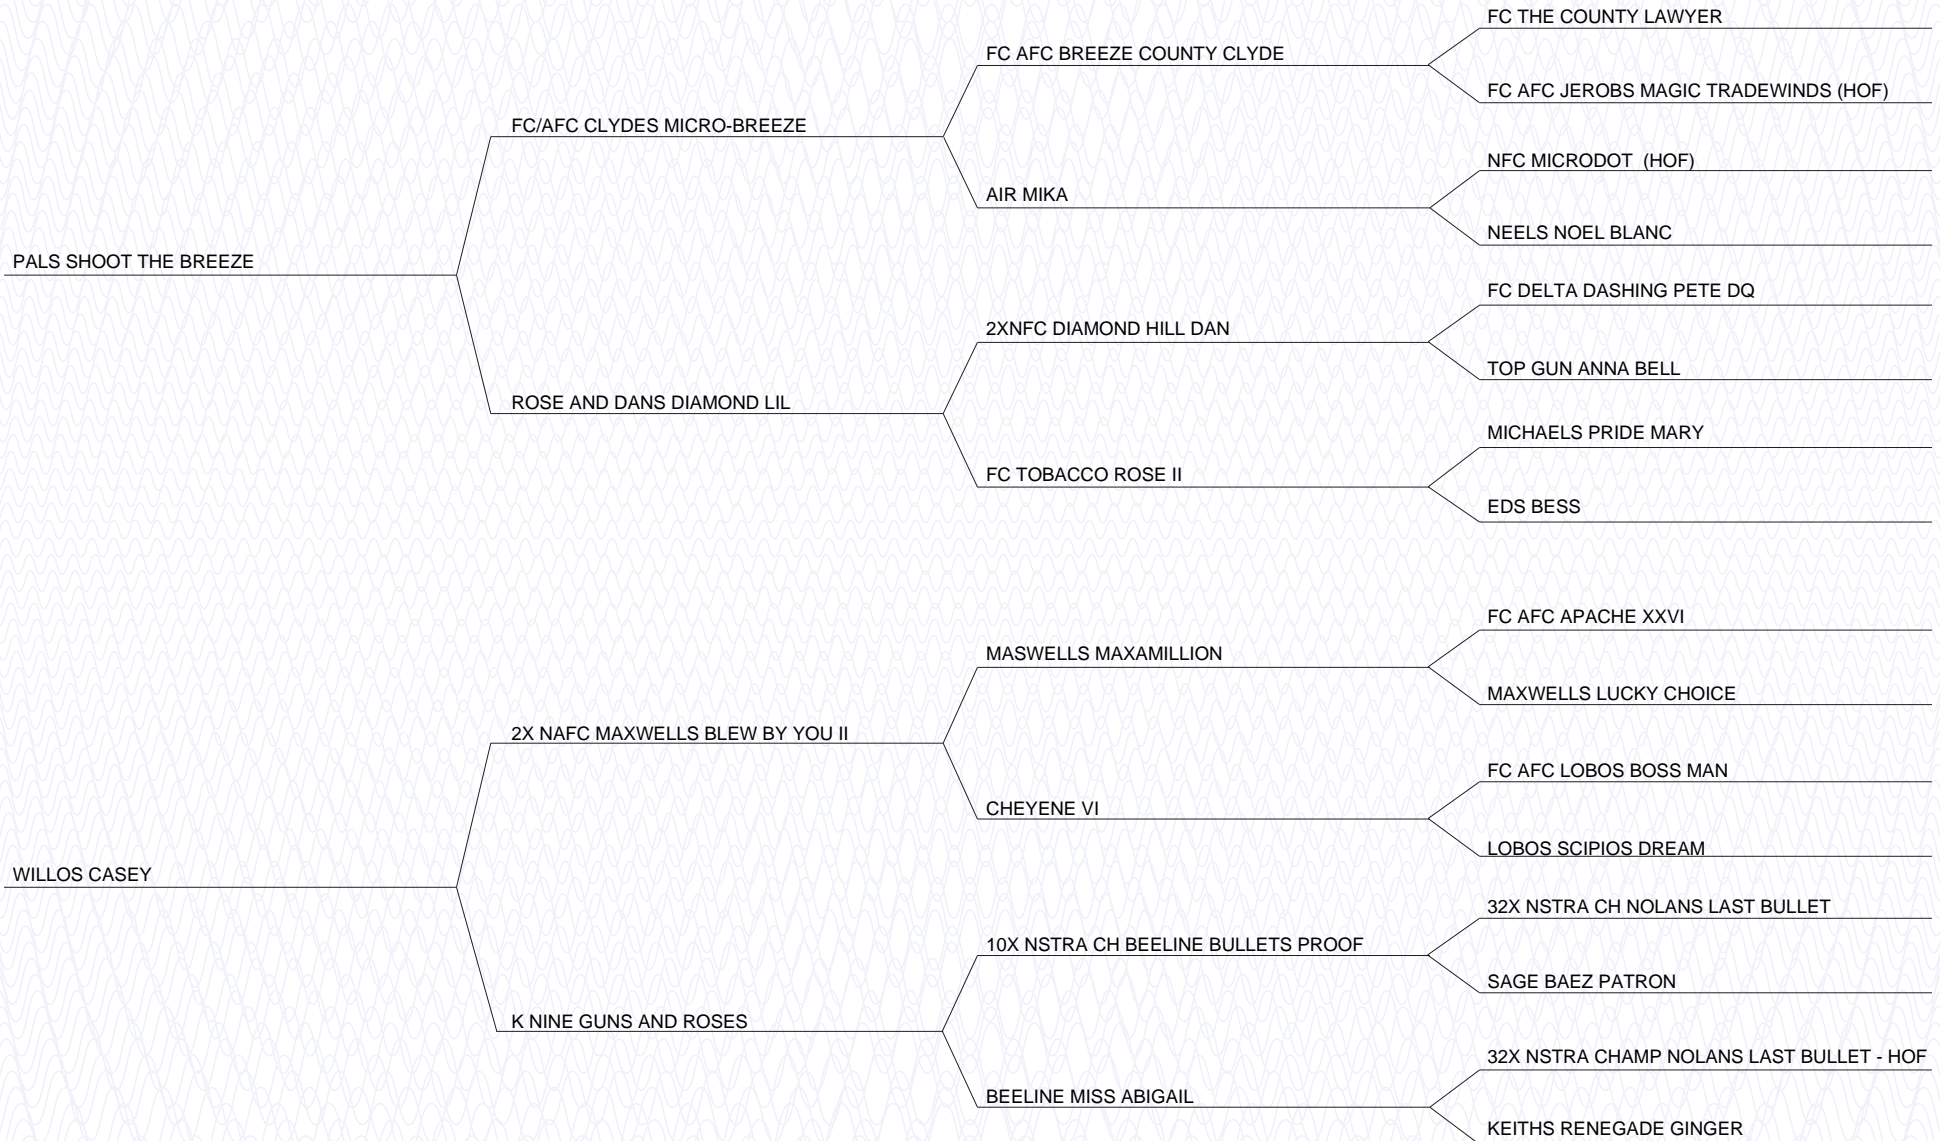 FC THE COUNTY LAWYER
FC AFC BREEZE COUNTY CLYDE
FC AFC JEROBS MAGIC TRADEWINDS (HOF)
FC/AFC CLYDES MICRO-BREEZE
NFC MICRODOT  (HOF)
AIR MIKA
NEELS NOEL BLANC
PALS SHOOT THE BREEZE
FC DELTA DASHING PETE DQ
2XNFC DIAMOND HILL DAN
TOP GUN ANNA BELL
ROSE AND DANS DIAMOND LIL
MICHAELS PRIDE MARY
FC TOBACCO ROSE II
EDS BESS
FC AFC APACHE XXVI
MASWELLS MAXAMILLION
MAXWELLS LUCKY CHOICE
2X NAFC MAXWELLS BLEW BY YOU II
FC AFC LOBOS BOSS MAN
CHEYENE VI
LOBOS SCIPIOS DREAM
WILLOS CASEY
32X NSTRA CH NOLANS LAST BULLET
10X NSTRA CH BEELINE BULLETS PROOF
SAGE BAEZ PATRON
K NINE GUNS AND ROSES
32X NSTRA CHAMP NOLANS LAST BULLET - HOF
BEELINE MISS ABIGAIL
KEITHS RENEGADE GINGER